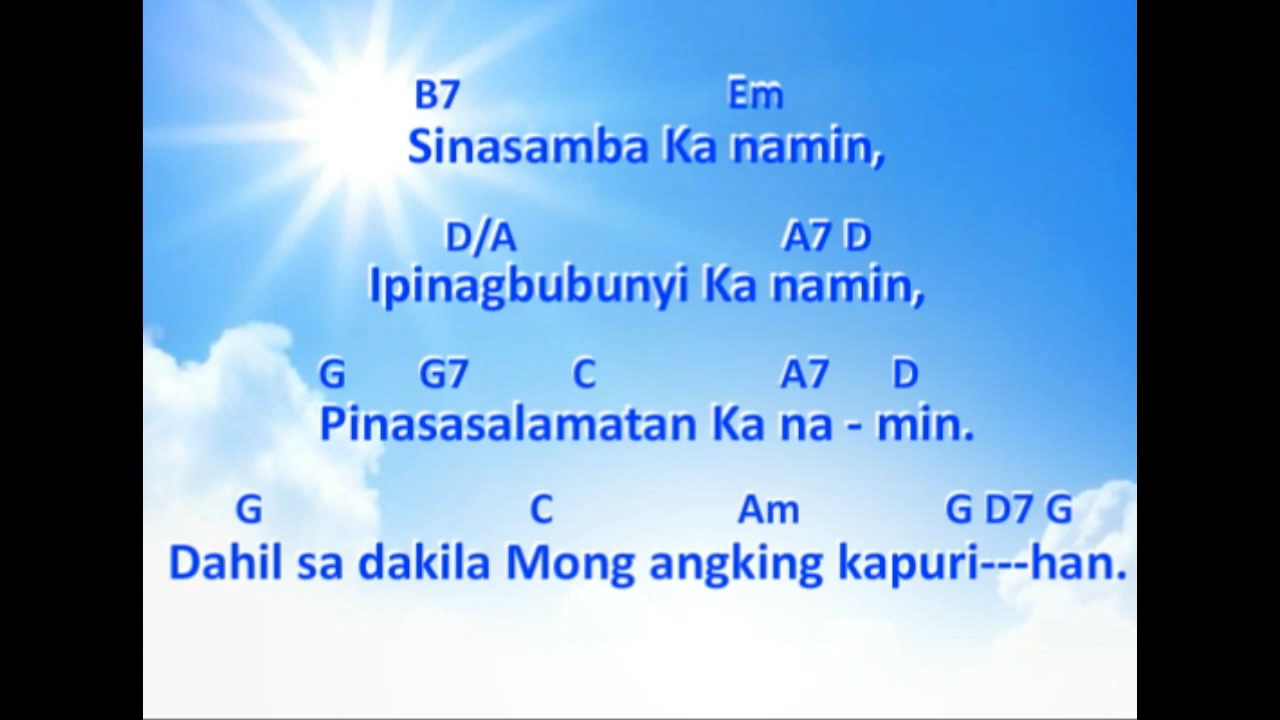 B7 Em
Sinasamba Ka namin,
D/A A7 D
Ipinagbubunyi Ka namin,
G G7 C A7 D
Pinasasalamatan Ka na - min.
G C Am G D7 G
Dahil sa dakila Mong angking kapuri---han.